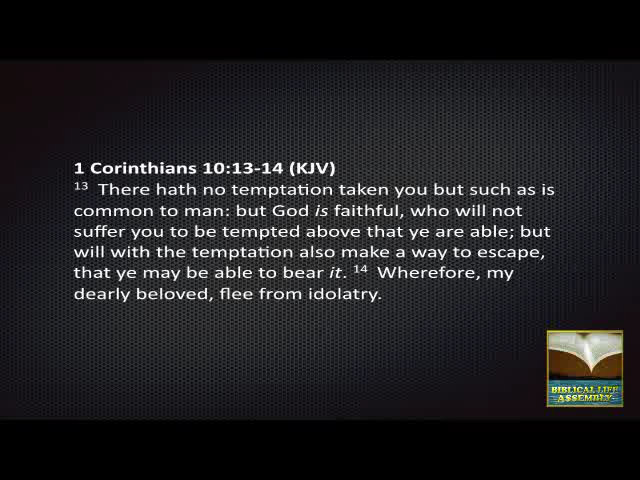 1 Corinthians 10:13-14 (KJV)
13 There hath no temptation taken you but such as is
common to man: but God is faithful, who will not
suffer you to be tempted above that ye are able; but
will with the temptation also make a way to escape,
that ye may be able to bear it. 14 Wherefore, my
dearly beloved, flee from idolatry.
BIBLICAL LIFE
ASSEMBLY